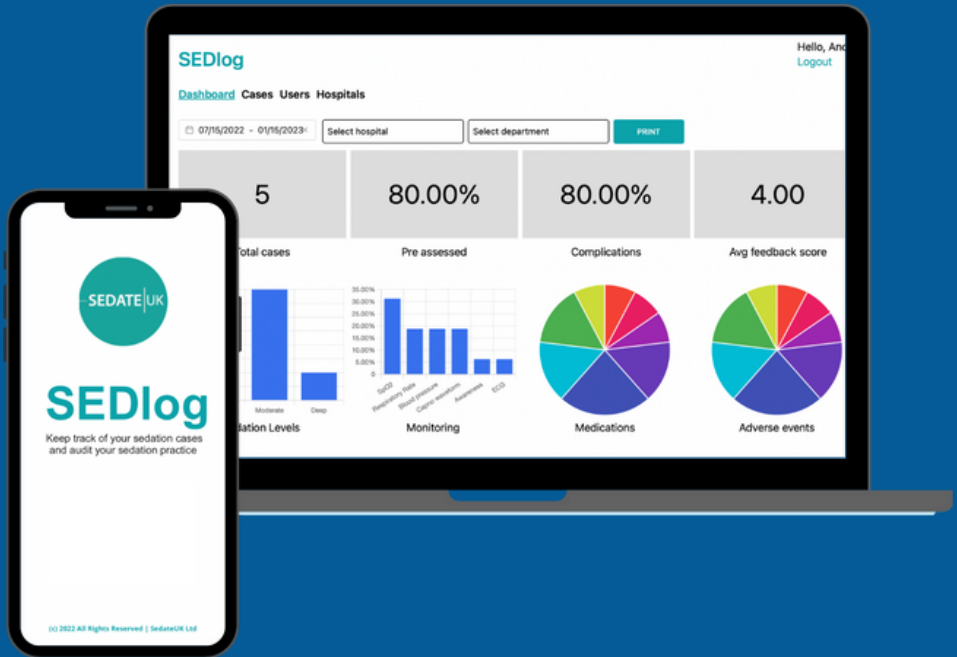 SEDlog
Hello, And
Logout
Dashboard Cases Users Hospitals
07/15/2022 - 01/15/2023
Select hospital
Select department
PRINT
5
80.00%
80.00%
4.00
otal cases
Pre assessed
Complications
Avg feedback score
35.00%
30.00%
25.00%
20.00%
15.00%
10.00%
5.00%
0
Moderate
Deep
SpO2
Respiratory Rate
Blood pressure
Capno waveform
Awareness
ECG
dation Levels
Monitoring
Medications
Adverse events
SEDATE|UK
SEDlog
Keep track of your sedation cases
and audit your sedation practice
(c) 2022 All Rights Reserved | SedateUK Ltd